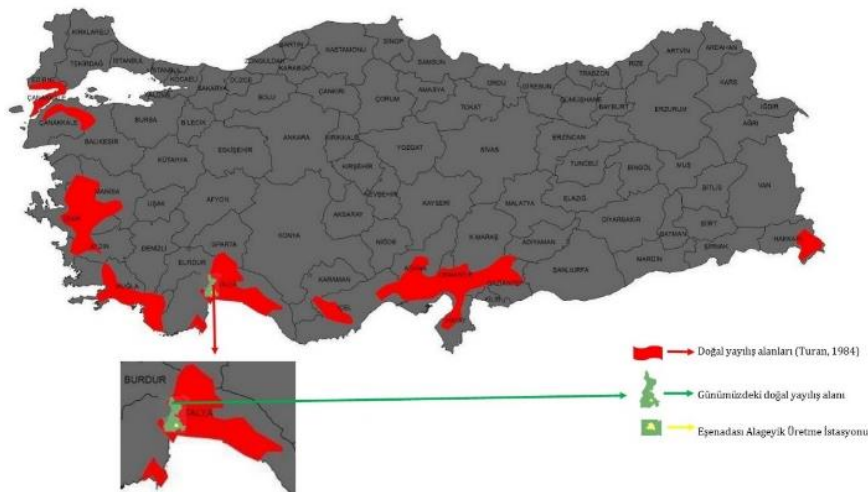 KIRKLARELİ
TEKİRDAĞ
İSTANBUL
İSTANBUL
KOCAELİ
SAKARYA
DÜZCE
ZONGULDAK
BARTIN
KARABÜK
KASTAMONU
SİNOP
SAMSUN
ORDU
GİRESUN
TRABZON
RİZE
ARTVİN
ARDAHAN
KARS
IĞDIR
AĞRI
ERZURUM
BAYBURT
GÜMÜŞHANE
TOKAT
AMASYA
ÇORUM
ÇANKIRI
BOLU
BİLECİK
BURSA
ÇANAKKALE
BALIKESİR
KÜTAHYA
ESKİŞEHİR
ANKARA
KIRIKKALE
YOZGAT
SİVAS
ERZİNCAN
TUNCELİ
BİNGÖL
MUŞ
BİTLİS
VAN
KIRŞEHİR
NEVŞEHİR
KAYSERİ
MALATYA
ELAZIĞ
DİYARBAKIR
BATMAN
SİİRT
ŞIRNAK
HAKKARİ
MARDİN
ŞANLIURFA
ADIYAMAN
K.MARAŞ
NİĞDE
AKSARAY
KONYA
AFYON
UŞAK
MANİSA
DENİZLİ
BURDUR
ISPARTA
MUĞLA
KARAMAN
BURDUR
TALYA
Doğal yayılış alanları (Turan, 1984)
Günümüzdeki doğal yayılış alanı
Eşenadası Alageyik Üretme İstasyonu